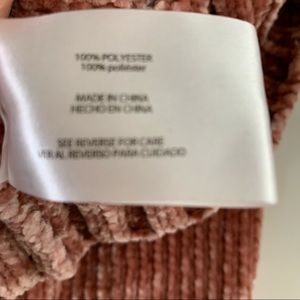 100% POLYESTER
100% poliéster
MADE IN CHINA
HECHO EN CHINA
SEE REVERSE FOR CARE
VER AL REVERSO PARA CUIDADO